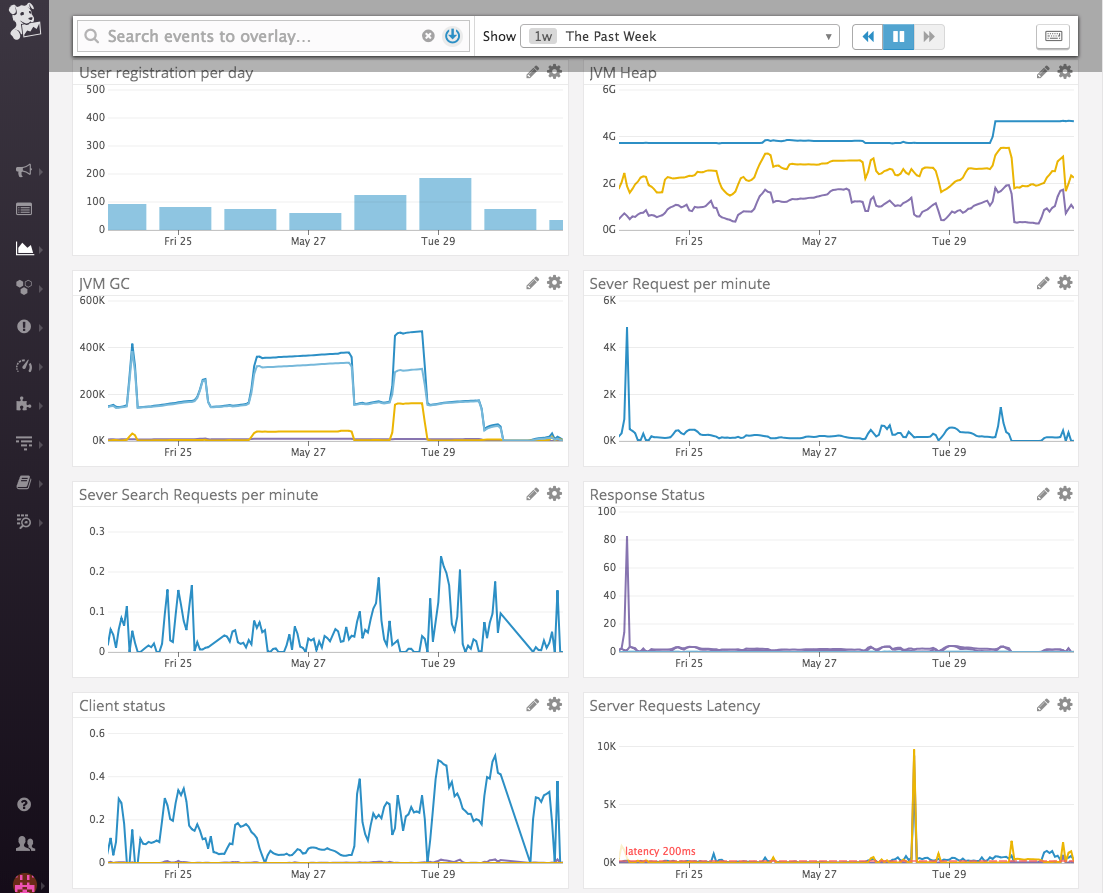 Search events to overlay...
Show 1w The Past Week
User registration per day
500
400
300
200
100
0
Fri 25 May 27 Tue 29
JVM Heap
6G
4G
2G
0G
Fri 25 May 27 Tue 29
JVM GC
600K
400K
200K
0K
Fri 25 May 27 Tue 29
Sever Request per minute
6K
4K
2K
0K
Fri 25 May 27 Tue 29
Sever Search Requests per minute
0.3
0.2
0.1
0
Fri 25 May 27 Tue 29
Response Status
100
80
60
40
20
0
Fri 25 May 27 Tue 29
Client status
0.6
0.4
0.2
0
Fri 25 May 27 Tue 29
Server Requests Latency
10K
5K
latency 200ms
0K
Fri 25 May 27 Tue 29